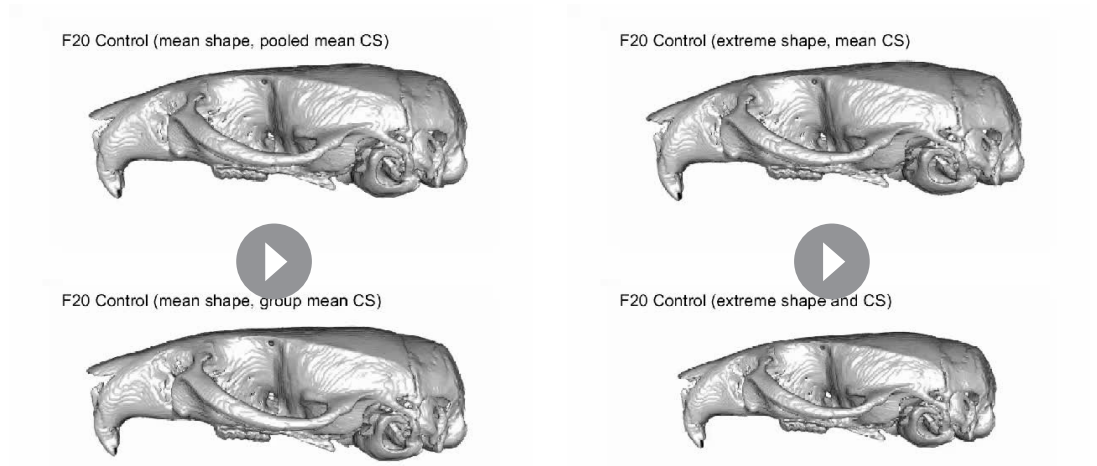 F20 Control (mean shape, pooled mean CS)
F20 Control (extreme shape, mean CS)
F20 Control (mean shape, group mean CS)
F20 Control (extreme shape and CS)